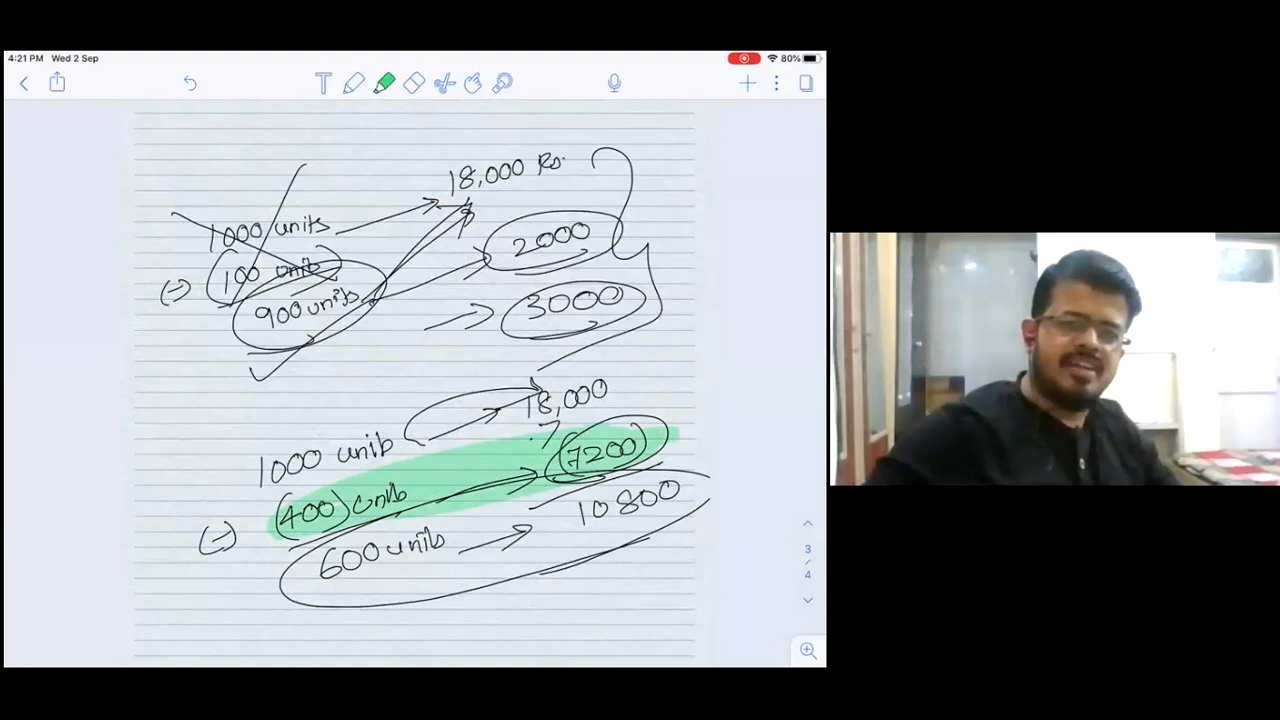 4:21 PM Wed 2 Sep
80%
T
18,000 Rs.
1000 units
(-) (100 units)
2000
900 units
3000
18,000
1000 units
(400) units
(7200)
(-)
600 units
10800
3
/
4